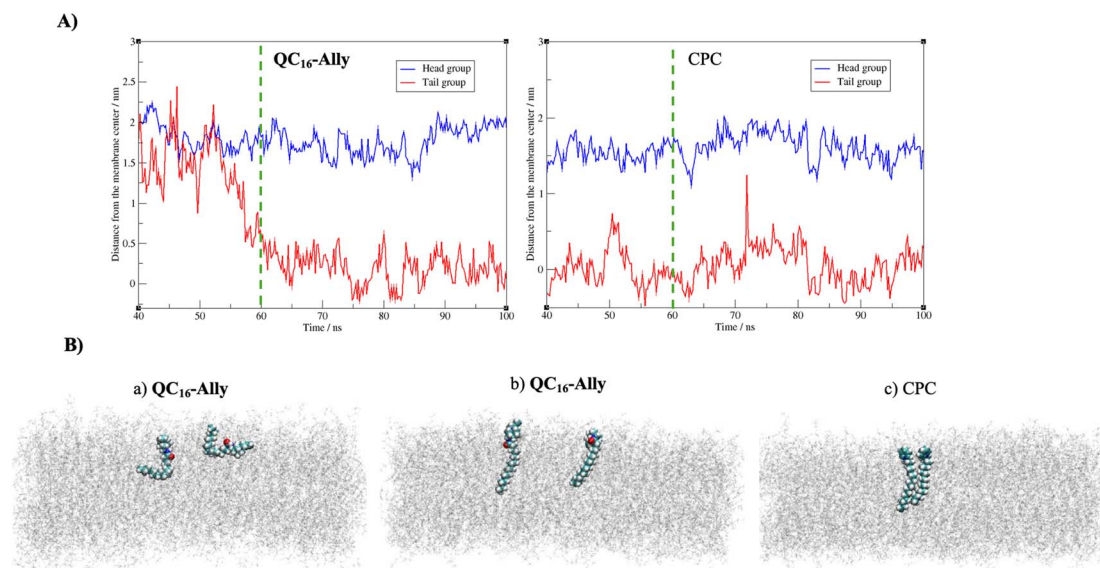 A)
3
2.5
2
1.5
1
0.5
0
40
50
60
70
80
90
100
Distance from the membrane center / nm
Time / ns
QC16-Ally
Head group
Tail group
3
2
1
0
40
50
60
70
80
90
100
Distance from the membrane center / nm
Time / ns
CPC
Head group
Tail group
B)
a) QC16-Ally
b) QC16-Ally
c) CPC